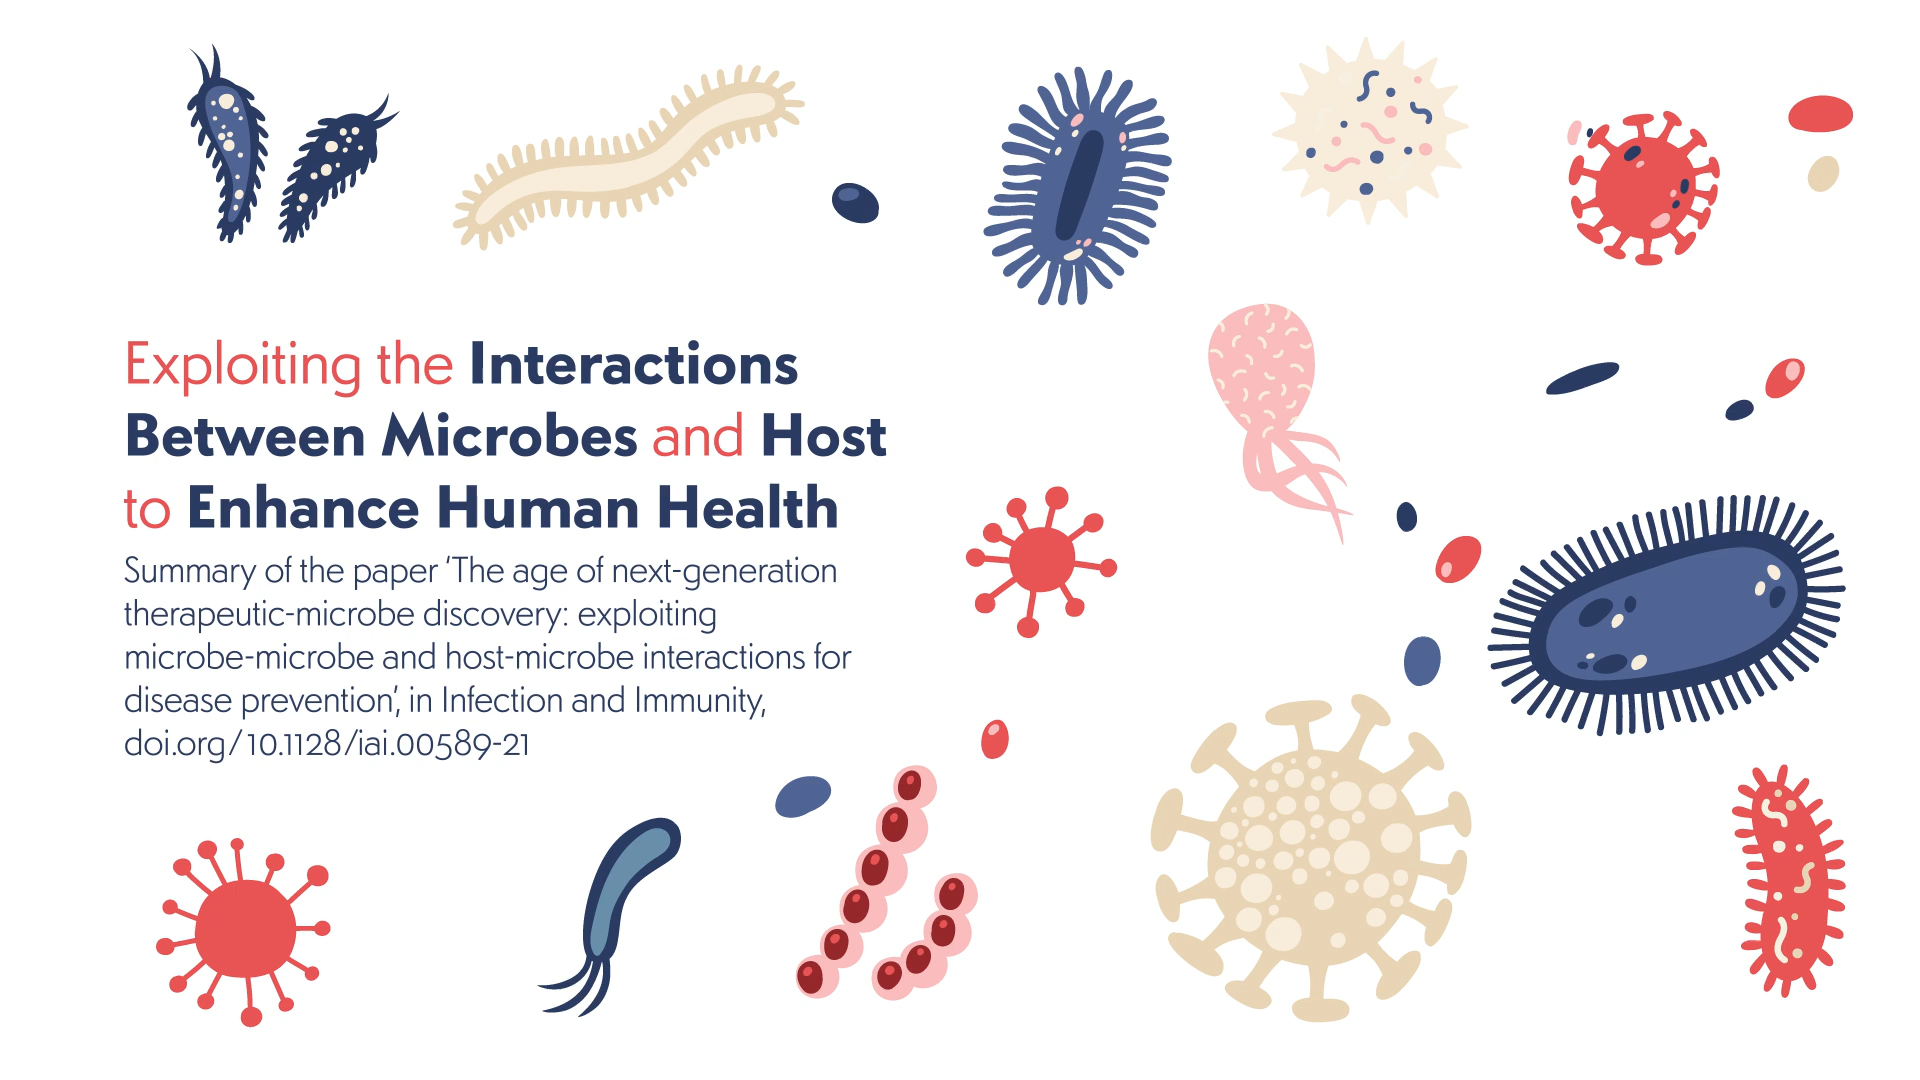 Exploiting the Interactions
Between Microbes and Host
to Enhance Human Health
Summary of the paper ‘The age of next-generation
therapeutic-microbe discovery: exploiting
microbe-microbe and host-microbe interactions for
disease prevention’, in Infection and Immunity,
doi.org/10.1128/iai.00589-21